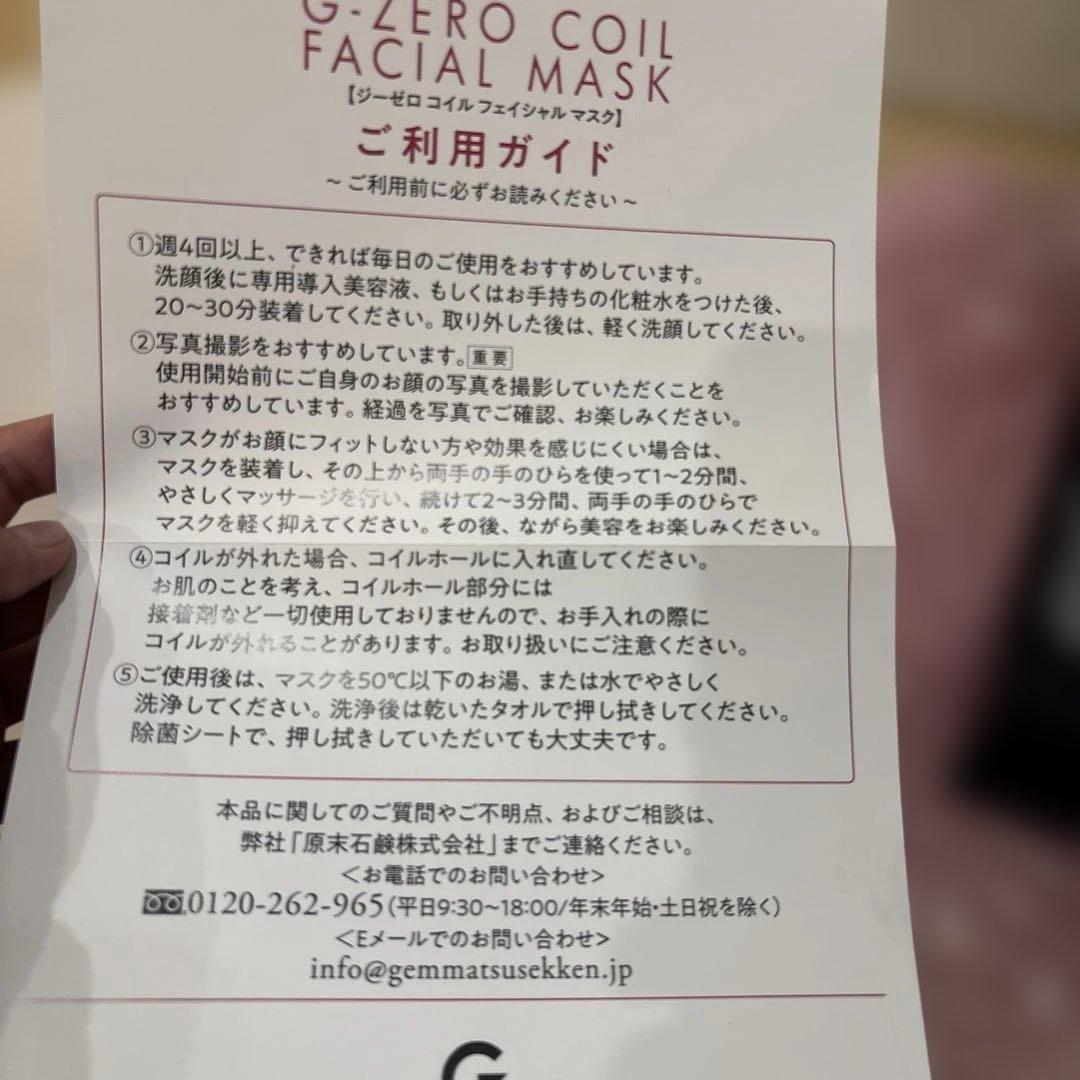 G-ZERO COIL
FACIAL MASK
【ジーゼロ コイル フェイシャル マスク】
ご利用ガイド
～ご利用前に必ずお読みください～
①週4回以上、できれば毎日のご使用をおすすめしています。
洗顔後に専用導入美容液、もしくはお手持ちの化粧水をつけた後、
20～30分装着してください。取り外した後は、軽く洗顔してください。
②写真撮影をおすすめしています。重要
使用開始前にご自身のお顔の写真を撮影していただくことを
おすすめしています。経過を写真でご確認、お楽しみください。
③マスクがお顔にフィットしない方や効果を感じにくい場合は、
マスクを装着し、その上から両手の手のひらを使って1～2分間、
やさしくマッサージを行い、続けて2～3分間、両手の手のひらで
マスクを軽く抑えてください。その後、ながら美容をお楽しみください。
④コイルが外れた場合、コイルホールに入れ直してください。
お肌のことを考え、コイルホール部分には
接着剤など一切使用しておりませんので、お手入れの際に
コイルが外れることがあります。お取り扱いにご注意ください。
⑤ご使用後は、マスクを50℃以下のお湯、または水でやさしく
洗浄してください。洗浄後は乾いたタオルで押し拭きしてください。
除菌シートで、押し拭きしていただいても大丈夫です。
本品に関してのご質問やご不明点、およびご相談は、
弊社「原末石鹸株式会社」までご連絡ください。
＜お電話でのお問い合わせ＞
0120-262-965(平日9:30～18:00/年末年始・土日祝を除く)
＜Eメールでのお問い合わせ＞
info@gemmatsusekken.jp
G